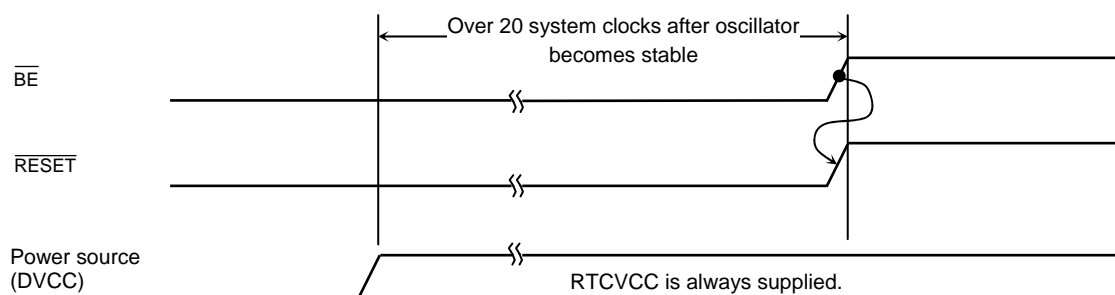 Over 20 system clocks after oscillator
becomes stable
BE
RESET
Power source
(DVCC)
RTCVCC is always supplied.